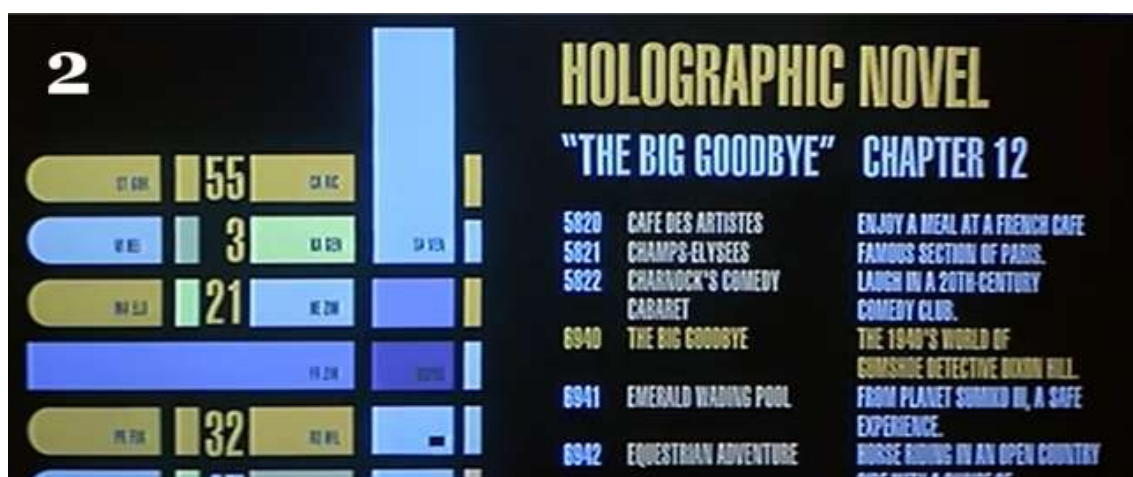 2
HOLOGRAPHIC NOVEL
"THE BIG GOODBYE" CHAPTER 12
55
3
21
32
5820 CAFE DES ARTISTES ENJOY A MEAL AT A FRENCH CAFE
5821 CHAMPS-ELYSEES FAMOUS SECTION OF PARIS.
5822 CHARNOCK'S COMEDY LAUGH IN A 20TH-CENTURY
CABARET COMEDY CLUB.
6940 THE BIG GOODBYE THE 1940'S WORLD OF
GUMSHOE DETECTIVE DIXON HILL.
6941 EMERALD WADING POOL FROM PLANET SUMIKO III, A SAFE
EXPERIENCE.
6942 EQUESTRIAN ADVENTURE HORSE RIDING IN AN OPEN COUNTRY